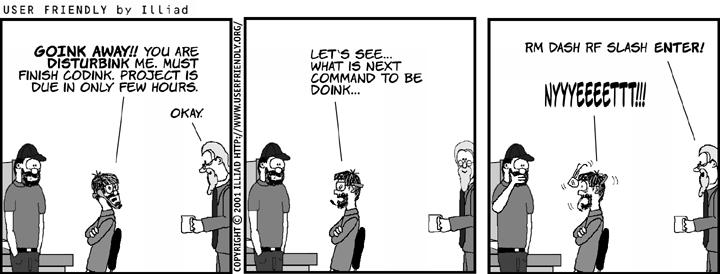 USER FRIENDLY by Illiad
GOINK AWAY!! YOU ARE
DISTURBINK ME. MUST
FINISH CODINK. PROJECT IS
DUE IN ONLY FEW HOURS.
OKAY.
COPYRIGHT © 2001 ILLIAD HTTP://WWW.USERFRIENDLY.ORG/
LET'S SEE...
WHAT IS NEXT
COMMAND TO BE
DOINK...
RM DASH RF SLASH ENTER!
NYYYEEEETTT!!!